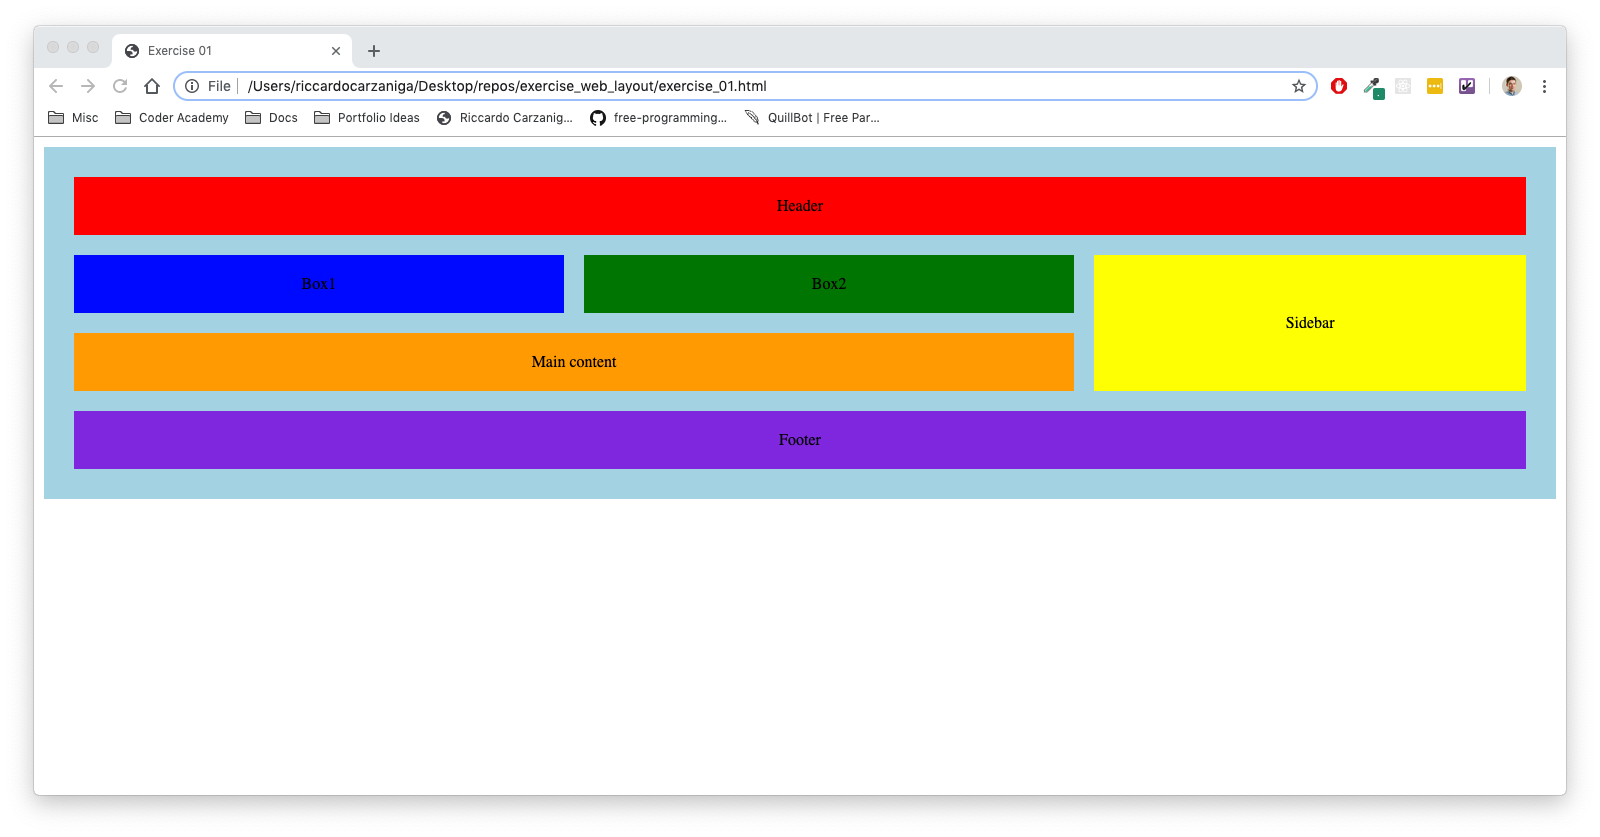 Exercise 01
File /Users/riccardocarzaniga/Desktop/repos/exercise_web_layout/exercise_01.html
Misc Coder Academy Docs Portfolio Ideas Riccardo Carzanig... free-programming... QuillBot | Free Par...
Header
Box1 Box2
Sidebar
Main content
Footer